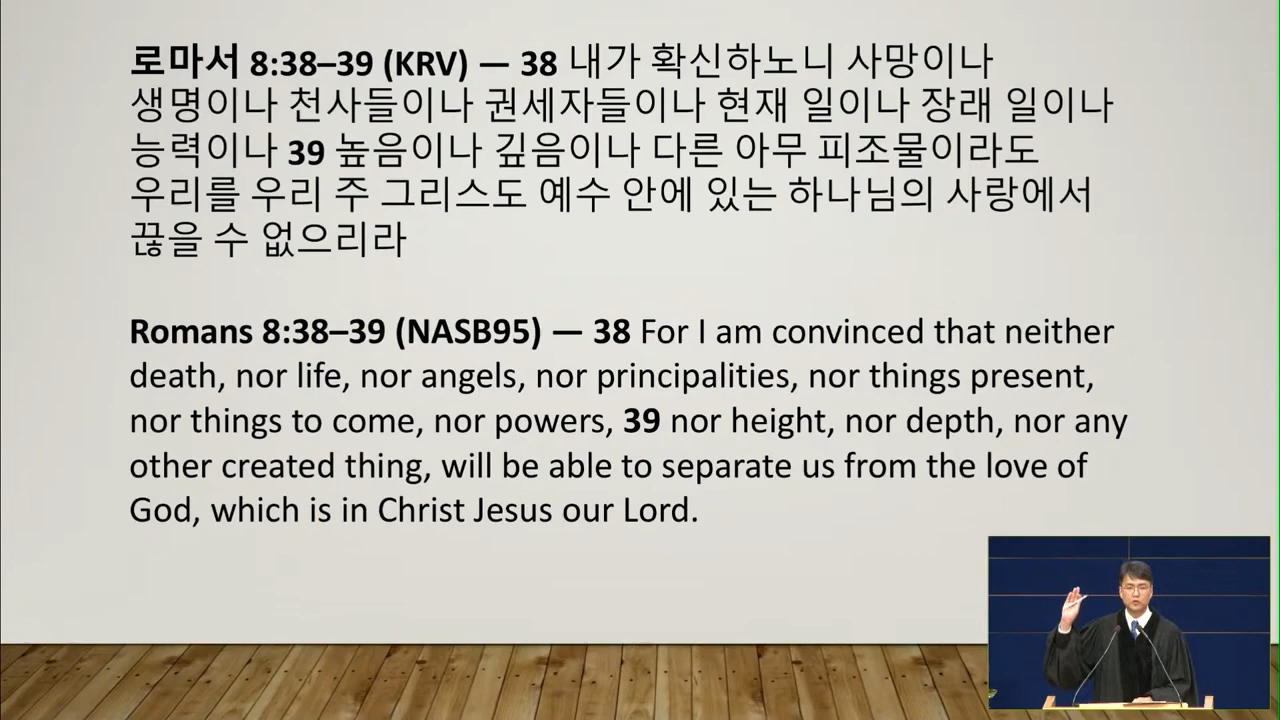 로마서 8:38–39 (KRV) — 38 내가 확신하노니 사망이나
생명이나 천사들이나 권세자들이나 현재 일이나 장래 일이나
능력이나 39 높음이나 깊음이나 다른 아무 피조물이라도
우리를 우리 주 그리스도 예수 안에 있는 하나님의 사랑에서
끊을 수 없으리라
Romans 8:38–39 (NASB95) — 38 For I am convinced that neither
death, nor life, nor angels, nor principalities, nor things present,
nor things to come, nor powers, 39 nor height, nor depth, nor any
other created thing, will be able to separate us from the love of
God, which is in Christ Jesus our Lord.